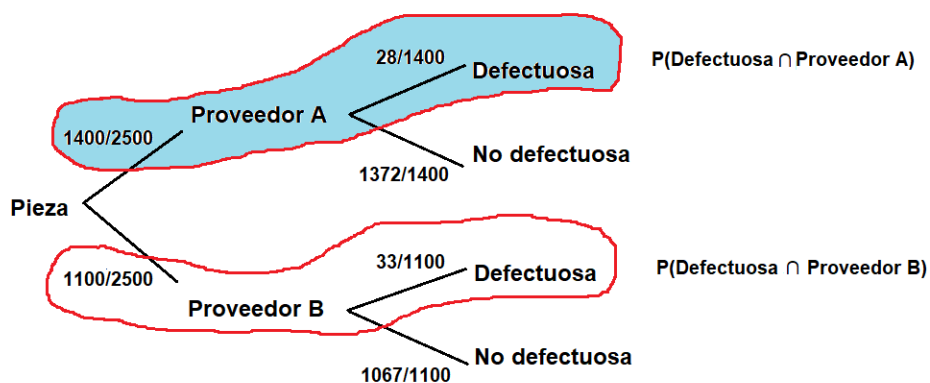 28/1400
Defectuosa
P(Defectuosa ∩ Proveedor A)
Proveedor A
1400/2500
No defectuosa
1372/1400
Pieza
1100/2500
33/1100
Defectuosa
P(Defectuosa ∩ Proveedor B)
Proveedor B
No defectuosa
1067/1100